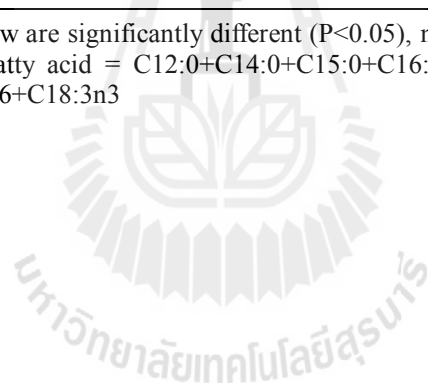 w are significantly different (P<0.05), n
atty acid = C12:0+C14:0+C15:0+C16:
6+C18:3n3
มหาวิทยาลัยเทคโนโลยีสุรนารี